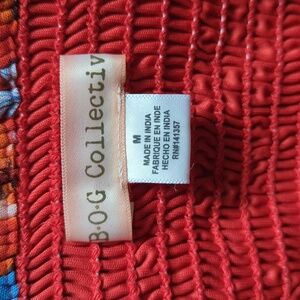 B·O·G Collectiv
M
MADE IN INDIA
FABRIQUE EN INDE
HECHO EN INDIA
RN#141357